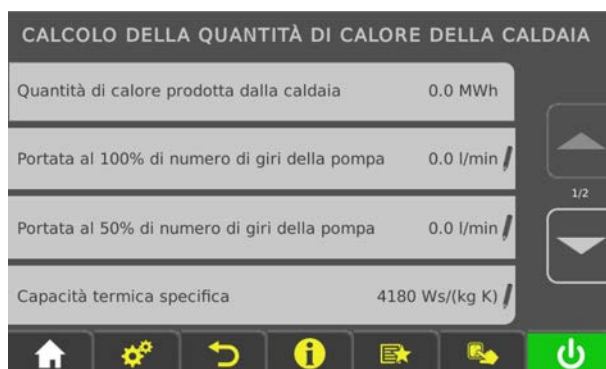 CALCOLO DELLA QUANTITÀ DI CALORE DELLA CALDAIA
Quantità di calore prodotta dalla caldaia 0.0 MWh
Portata al 100% di numero di giri della pompa 0.0 l/min
1/2
Portata al 50% di numero di giri della pompa 0.0 l/min
Capacità termica specifica 4180 Ws/(kg K)